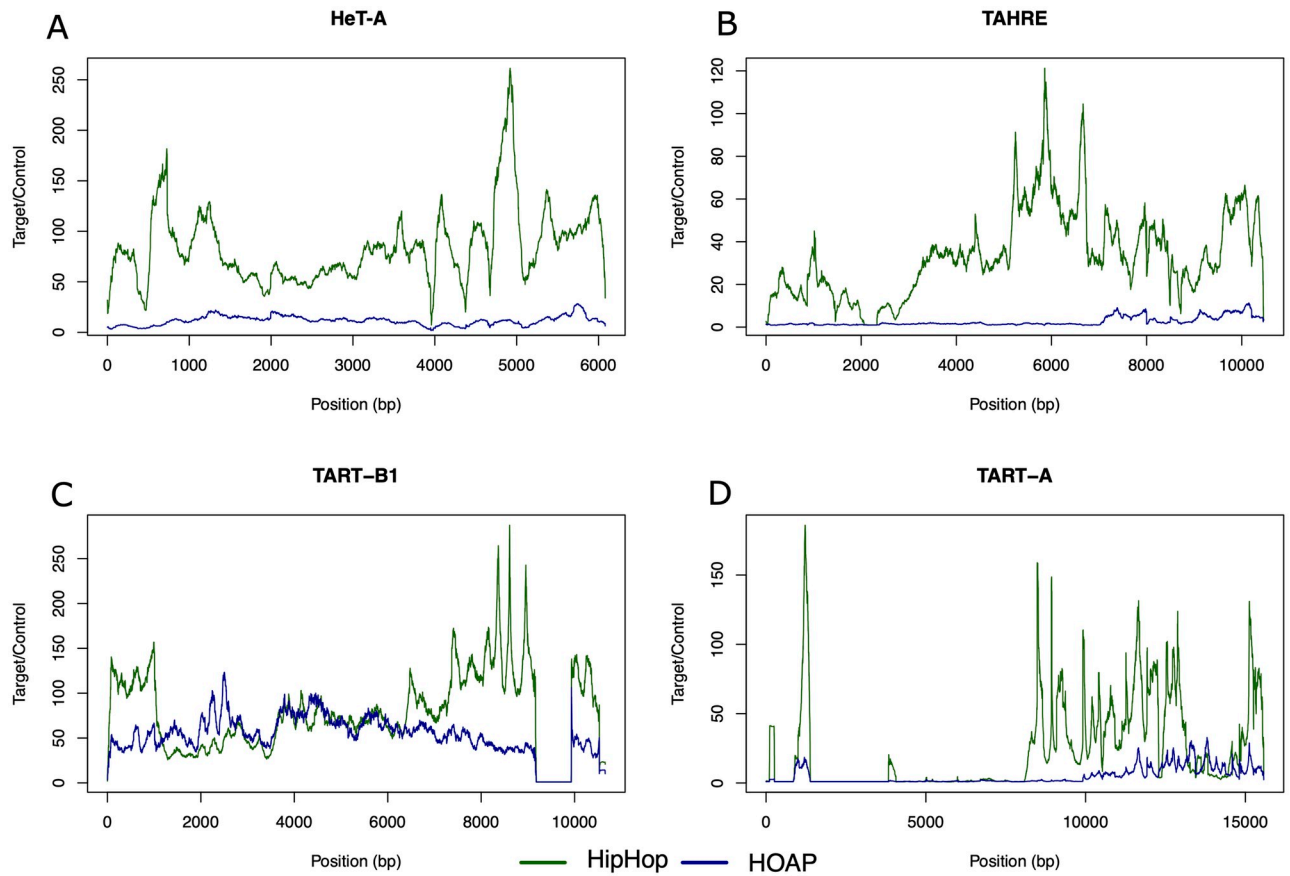 A
HeT-A
Target/Control
250
200
150
100
50
0
0 1000 2000 3000 4000 5000 6000
Position (bp)
B
TAHRE
Target/Control
120
100
80
60
40
20
0
0 2000 4000 6000 8000 10000
Position (bp)
C
TART−B1
Target/Control
250
200
150
100
50
0
0 2000 4000 6000 8000 10000
Position (bp)
D
TART−A
Target/Control
150
100
50
0
0 5000 10000 15000
Position (bp)
HipHop HOAP